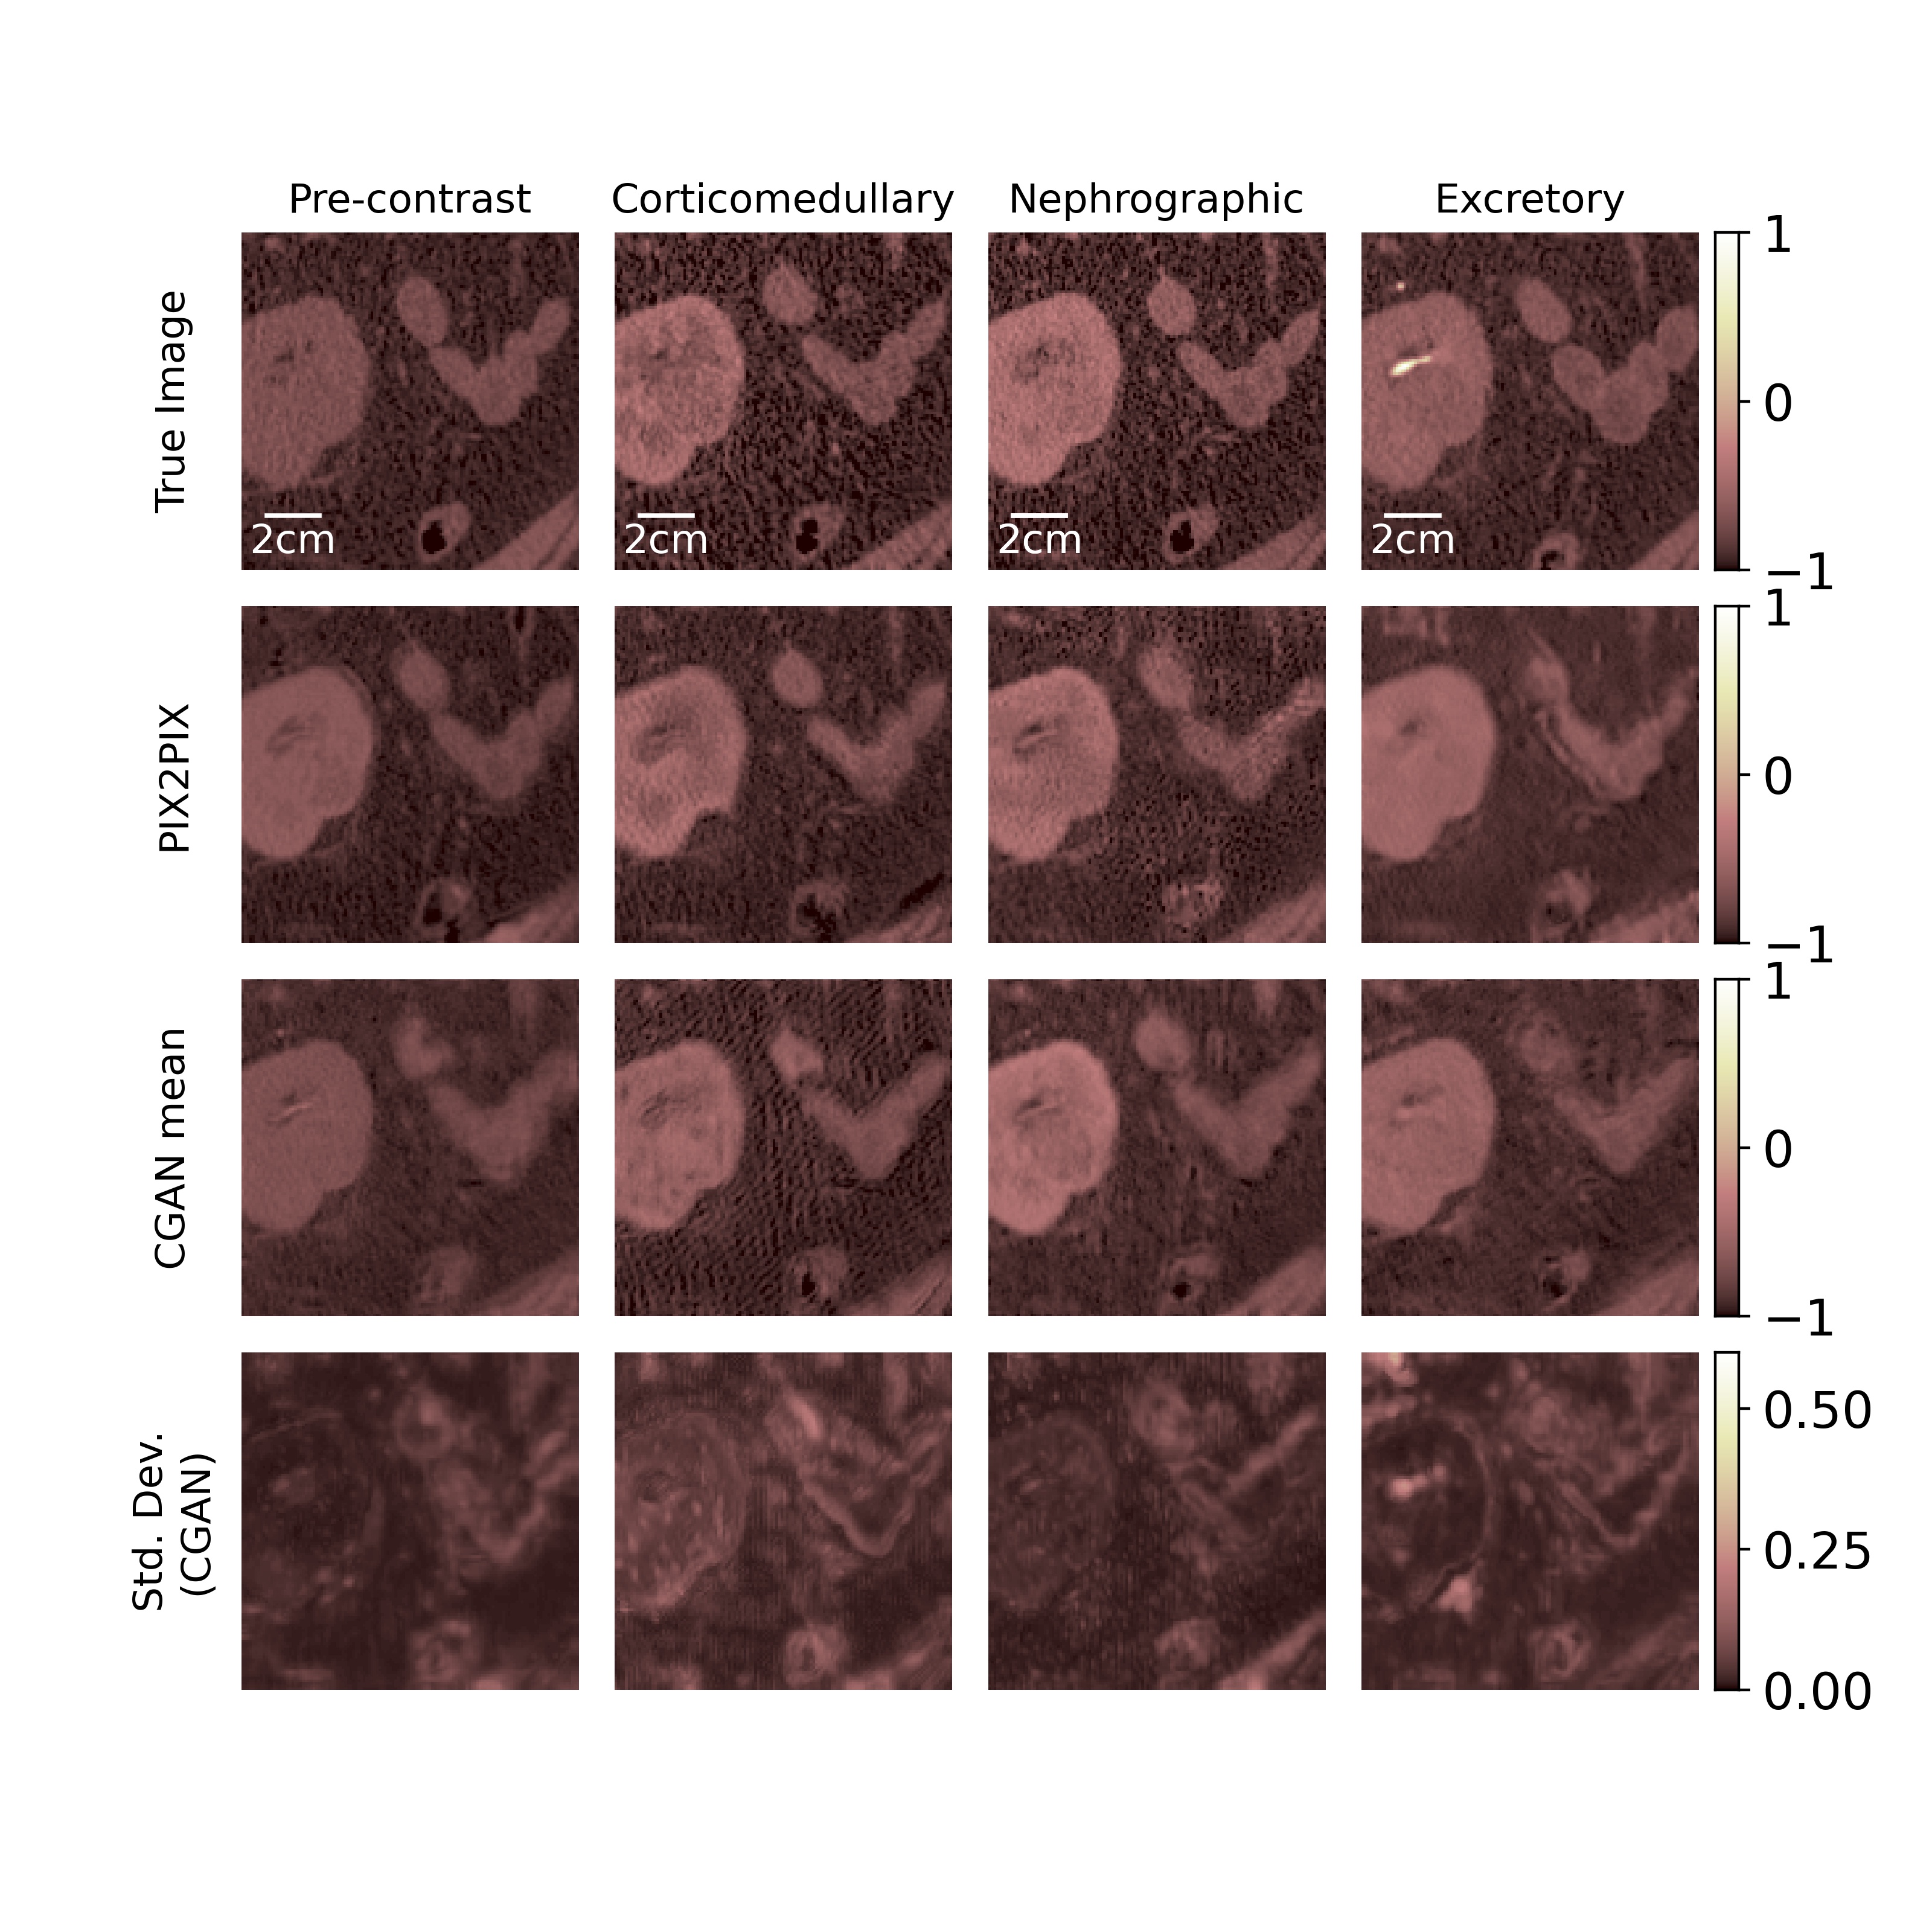 Pre-contrast Corticomedullary Nephrographic Excretory
True Image
2cm 2cm 2cm 2cm
1
0
−1
PIX2PIX
1
0
−1
CGAN mean
1
0
−1
Std. Dev.
(CGAN)
0.50
0.25
0.00